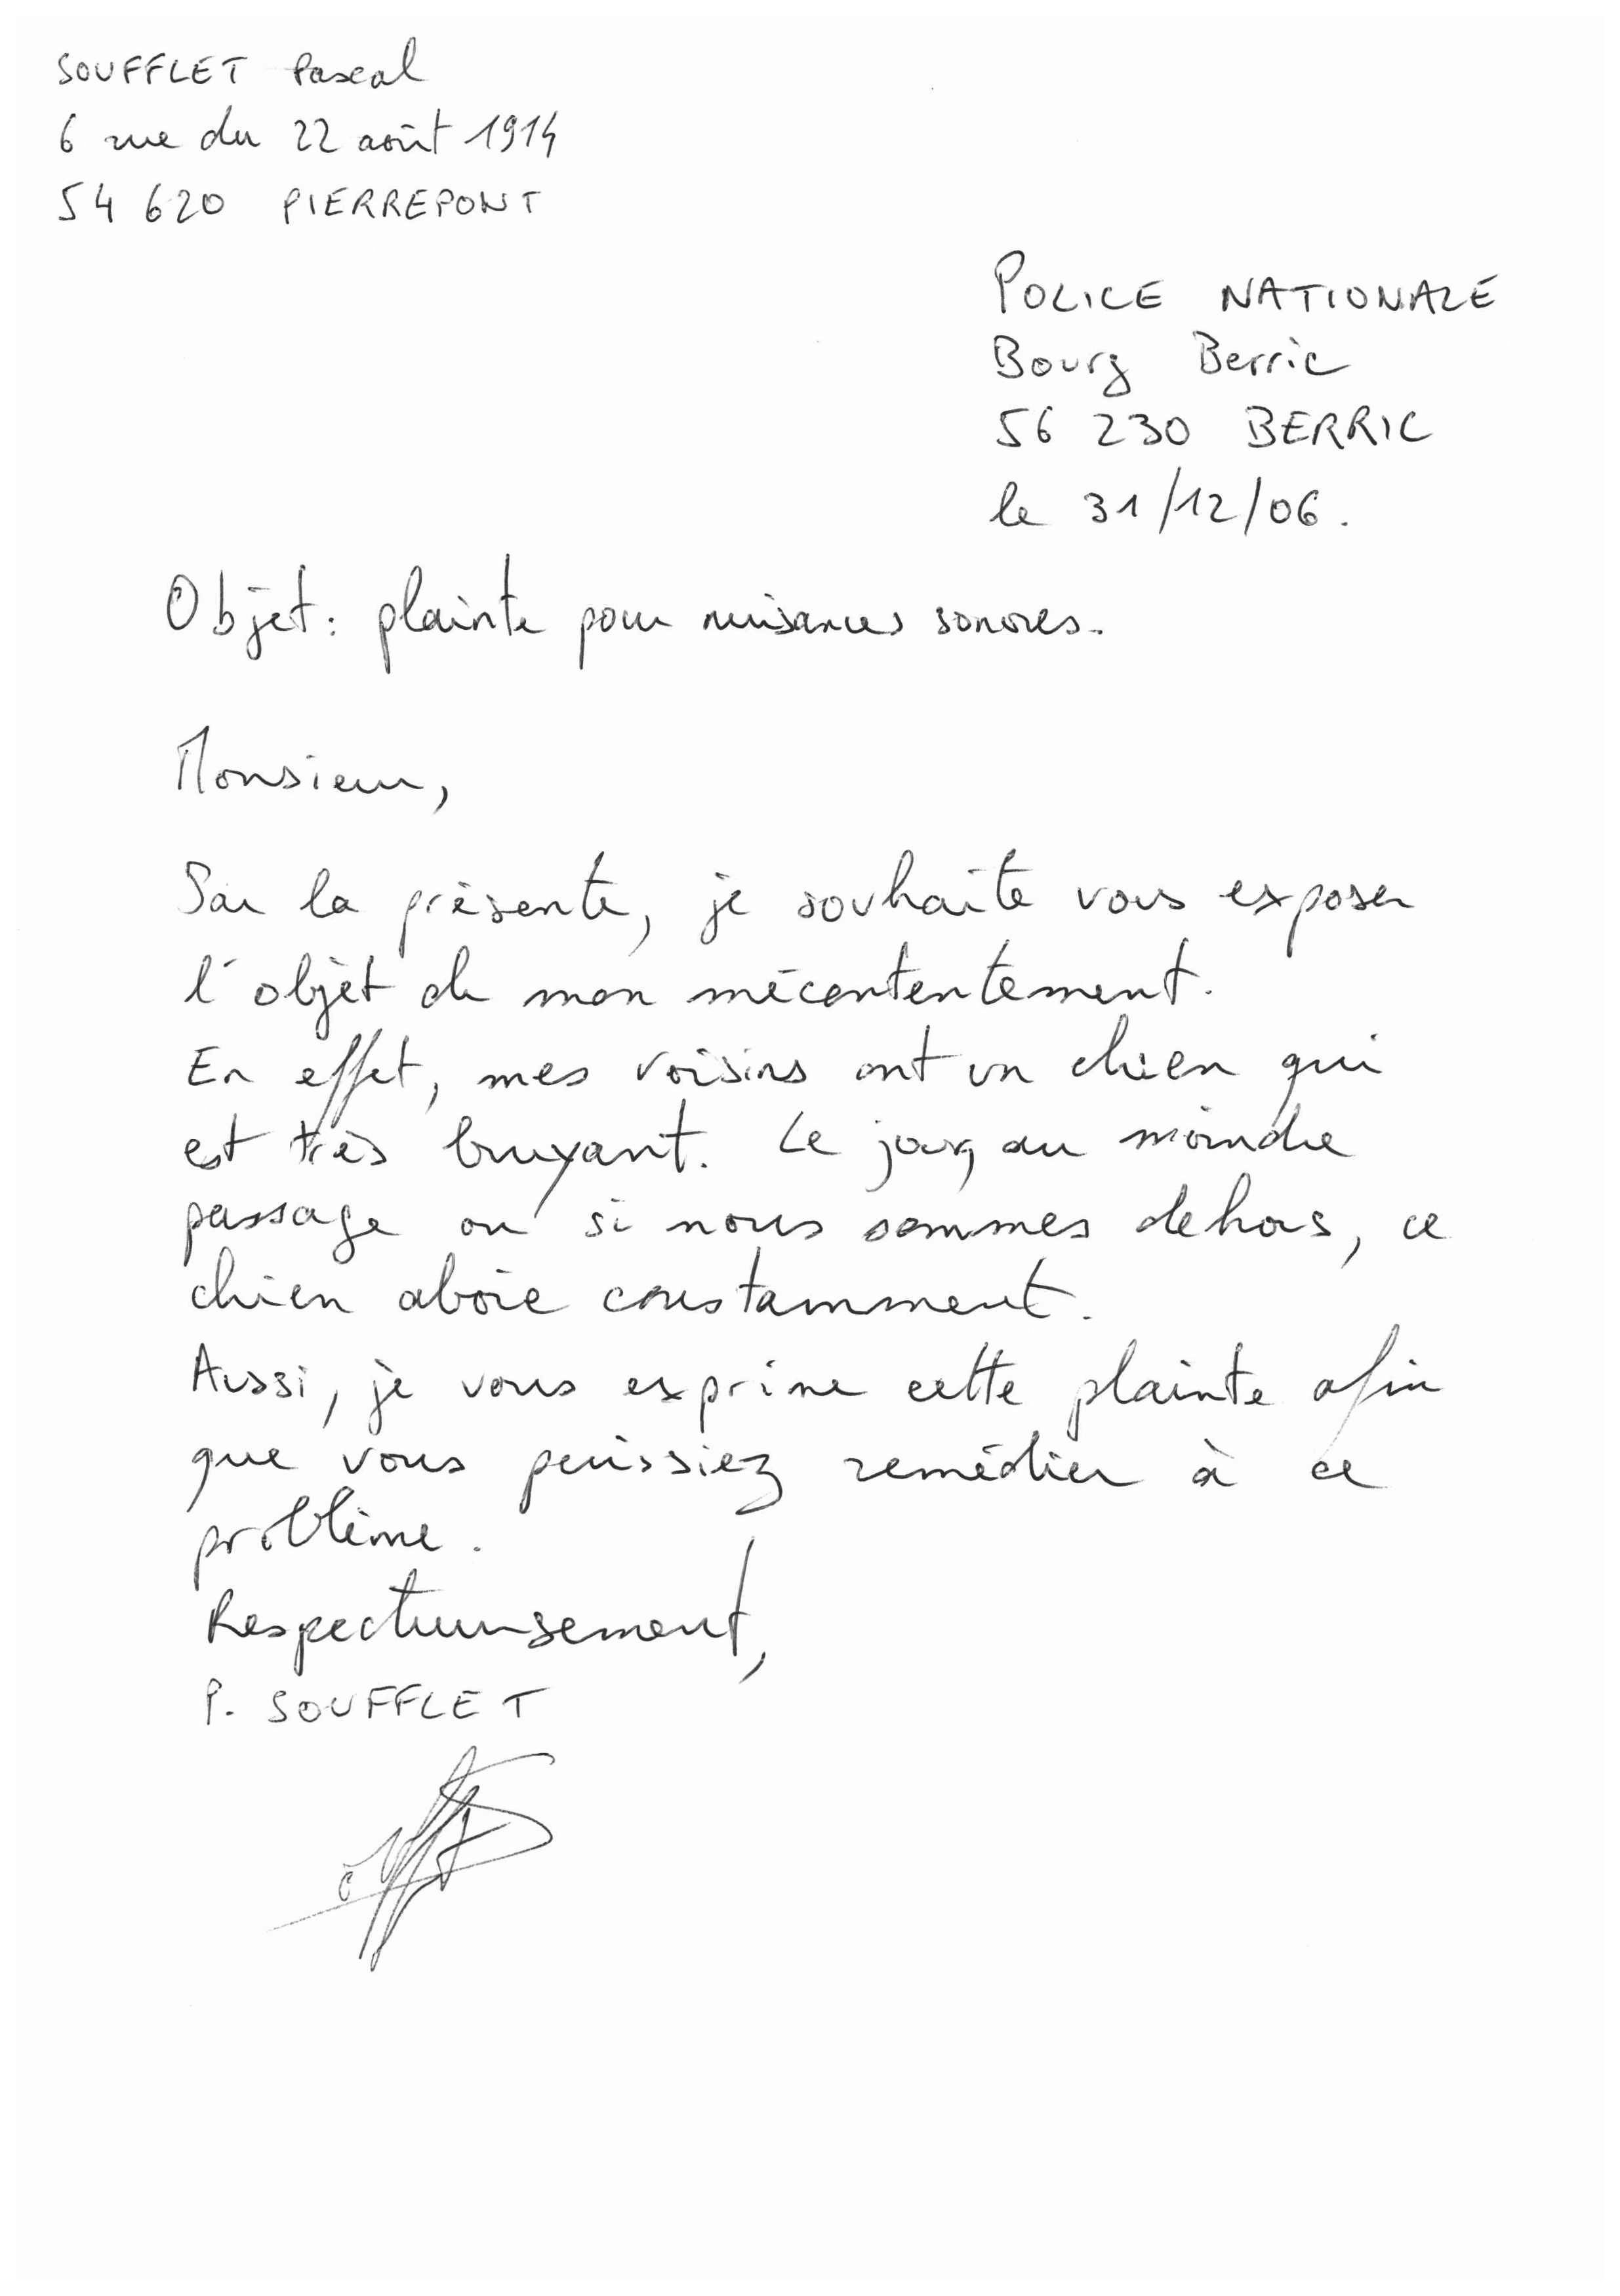 SOUFFLET Pascal
6 rue du 22 août 1914
54 620 PIERREPONT
POLICE NATIONALE
Bourg Berric
56 230 BERRIC
le 31/12/06.
Objet: plainte pour nuisances sonores.
Monsieur,
Par la présente, je souhaite vous exposer
l'objet de mon mécontentement.
En effet, mes voisins ont un chien qui
est très bruyant. Le jour, au moindre
passage ou si nous sommes dehors, ce
chien aboie constamment.
Aussi, je vous exprime cette plainte afin
que vous puissiez remédier à ce
problème.
Respectueusement,
P. SOUFFLET